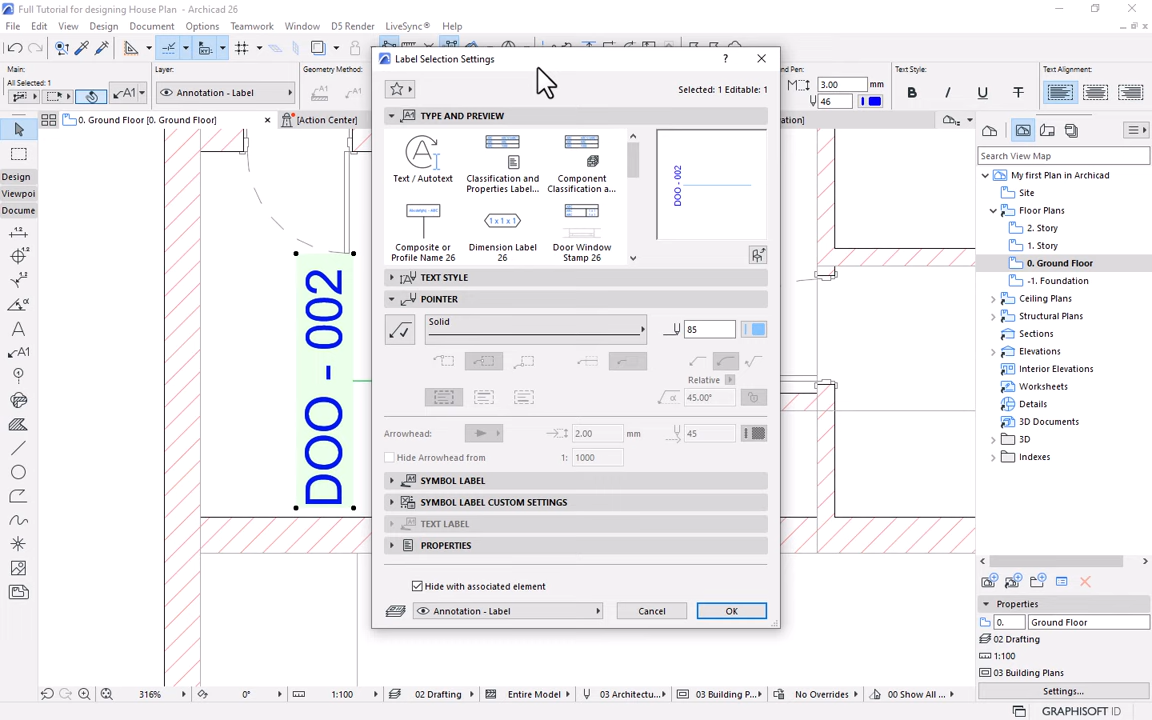 Full Tutorial for designing House Plan - Archicad 26
File Edit View Design Document Options Teamwork Window D5 Render LiveSync® Help
Main:
All Selected: 1
Layer:
Annotation - Label
Geometry Method:
nd Pen:
3.00 mm
46
Text Style:
B I U T
Text Alignment:
0. Ground Floor [0. Ground Floor]
[Action Center]
ation]
Design
Viewpoi
Docume
DOO - 002
Label Selection Settings
?
Selected: 1 Editable: 1
TYPE AND PREVIEW
Text / Autotext
Classification and Properties Label...
Component Classification a...
Composite or Profile Name 26
1 x 1 x 1
Dimension Label 26
Door Window Stamp 26
DOO - 002
TEXT STYLE
POINTER
Solid
85
Relative
45.00°
Arrowhead:
2.00 mm
45
Hide Arrowhead from 1: 1000
SYMBOL LABEL
SYMBOL LABEL CUSTOM SETTINGS
TEXT LABEL
PROPERTIES
Hide with associated element
Annotation - Label
Cancel
OK
Search View Map
My first Plan in Archicad
Site
Floor Plans
2. Story
1. Story
0. Ground Floor
-1. Foundation
Ceiling Plans
Structural Plans
Sections
Elevations
Interior Elevations
Worksheets
Details
3D Documents
3D
Indexes
Properties
0. Ground Floor
02 Drafting
1:100
03 Building Plans
Settings...
316% 0° 1:100 02 Drafting Entire Model 03 Architectu... 03 Building P... No Overrides 00 Show All ...
GRAPHISOFT ID